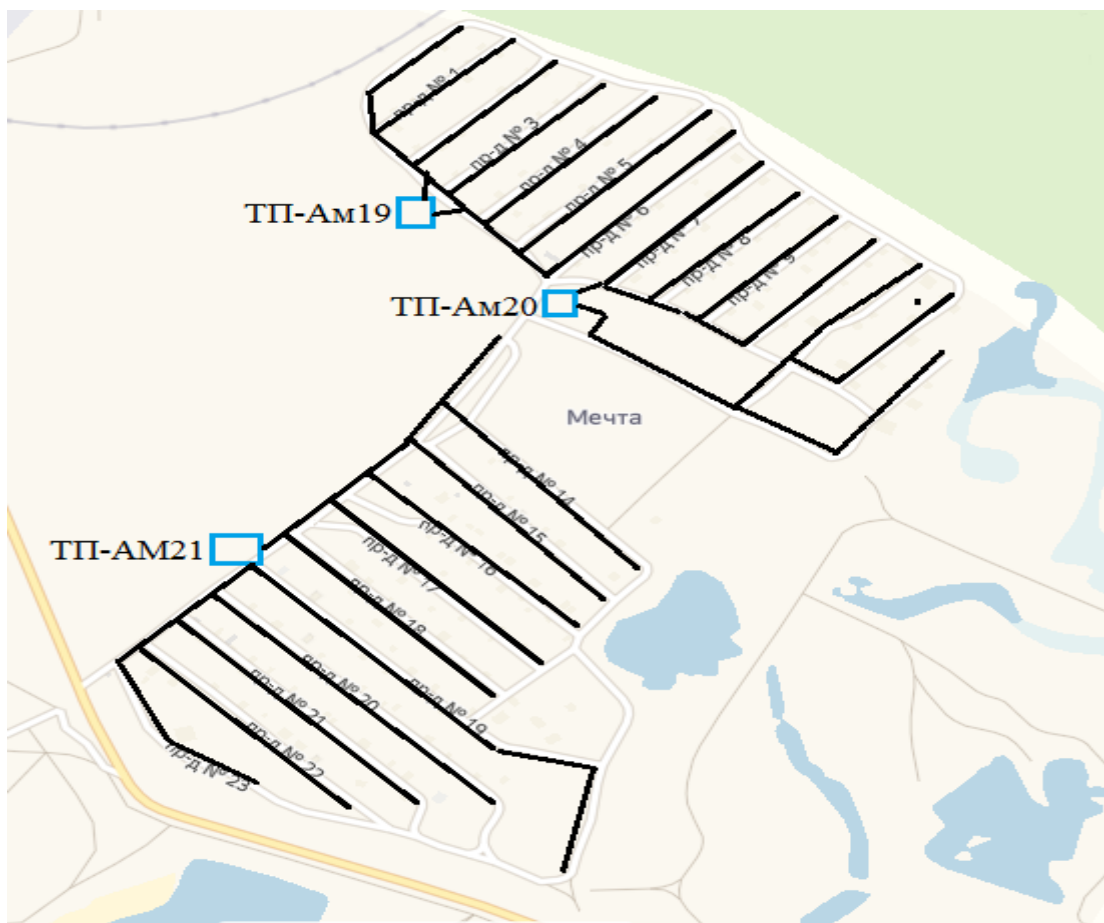 пр-д № 1
пр-д № 3
пр-д № 4
пр-д № 5
ТП-Ам19
пр-д № 6
пр-д № 7
пр-д № 8
пр-д № 9
ТП-Ам20
Мечта
пр-д № 14
пр-д № 15
пр-д № 16
ТП-АМ21
пр-д № 17
пр-д № 18
пр-д № 19
пр-д № 20
пр-д № 21
пр-д № 22
пр-д № 23